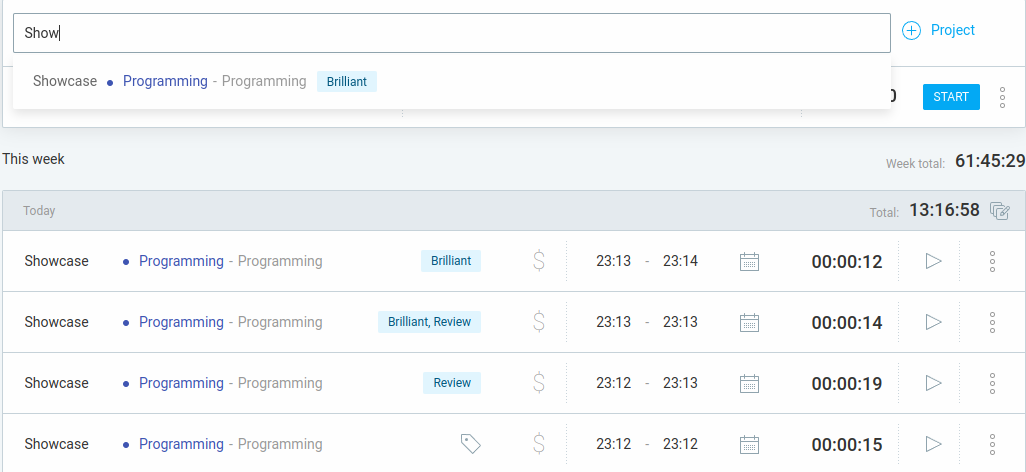 Show
Project
Showcase • Programming - Programming Brilliant
0 START
This week
Week total: 61:45:29
Today
Total: 13:16:58
Showcase • Programming - Programming Brilliant $ 23:13 - 23:14 00:00:12
Showcase • Programming - Programming Brilliant, Review $ 23:13 - 23:13 00:00:14
Showcase • Programming - Programming Review $ 23:12 - 23:13 00:00:19
Showcase • Programming - Programming $ 23:12 - 23:12 00:00:15